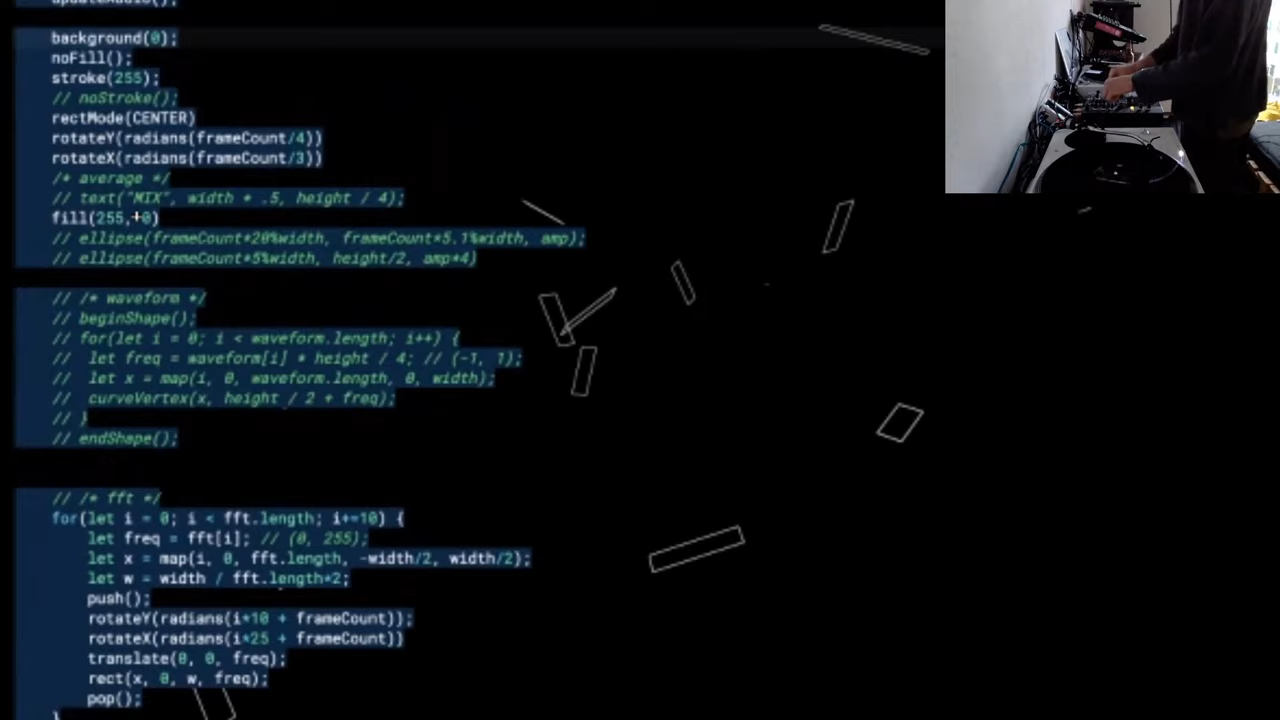 updateAudio();
background(0);
noFill();
stroke(255);
// noStroke();
rectMode(CENTER)
rotateY(radians(frameCount/4))
rotateX(radians(frameCount/3))
/* average */
// text("MIX", width * .5, height / 4);
fill(255,+0)
// ellipse(frameCount*20%width, frameCount*5.1%width, amp);
// ellipse(frameCount*5%width, height/2, amp*4)
// /* waveform */
// beginShape();
// for(let i = 0; i < waveform.length; i++) {
//  let freq = waveform[i] * height / 4; // (-1, 1);
//  let x = map(i, 0, waveform.length, 0, width);
//  curveVertex(x, height / 2 + freq);
// }
// endShape();
// /* fft */
for(let i = 0; i < fft.length; i+=10) {
let freq = fft[i]; // (0, 255);
let x = map(i, 0, fft.length, -width/2, width/2);
let w = width / fft.length*2;
push();
rotateY(radians(i*10 + frameCount));
rotateX(radians(i*25 + frameCount))
translate(0, 0, freq);
rect(x, 0, w, freq);
pop();
}